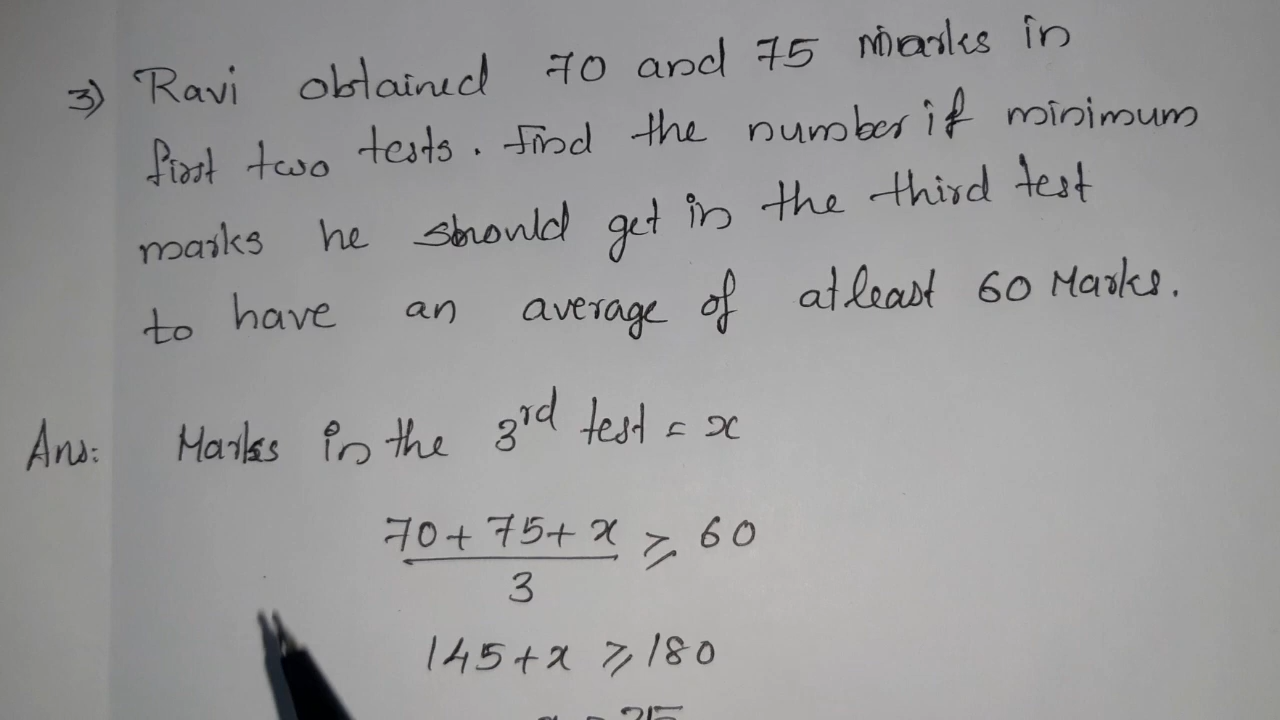 3) Ravi obtained 70 and 75 Marks in
first two tests. Find the number if minimum
marks he should get in the third test
to have an average of atleast 60 Marks.
Ans: Marks in the 3rd test = x
70 + 75 + x / 3 ≥ 60
145 + x ≥ 180